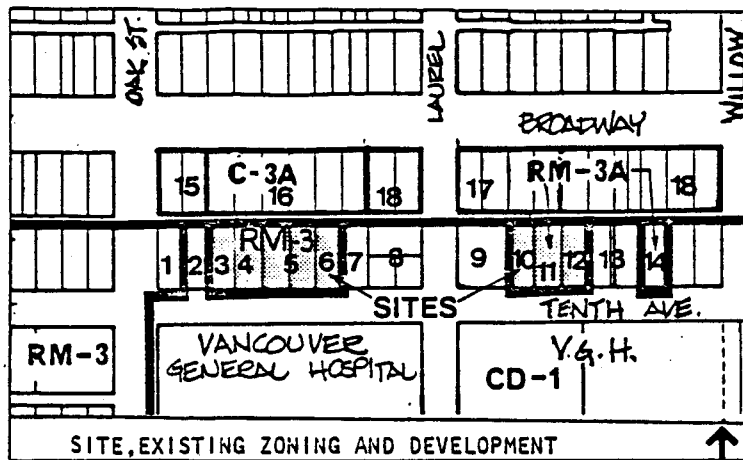 OAK ST.
LAUREL
WILLOW
BROADWAY
15 C-3A 16 18 17 RM-3A 18
RM-3
1 2 3 4 5 6 7 8 9 10 11 12 13 14
SITES
TENTH AVE.
RM-3
VANCOUVER
GENERAL HOSPITAL
V.G.H.
CD-1
SITE, EXISTING ZONING AND DEVELOPMENT